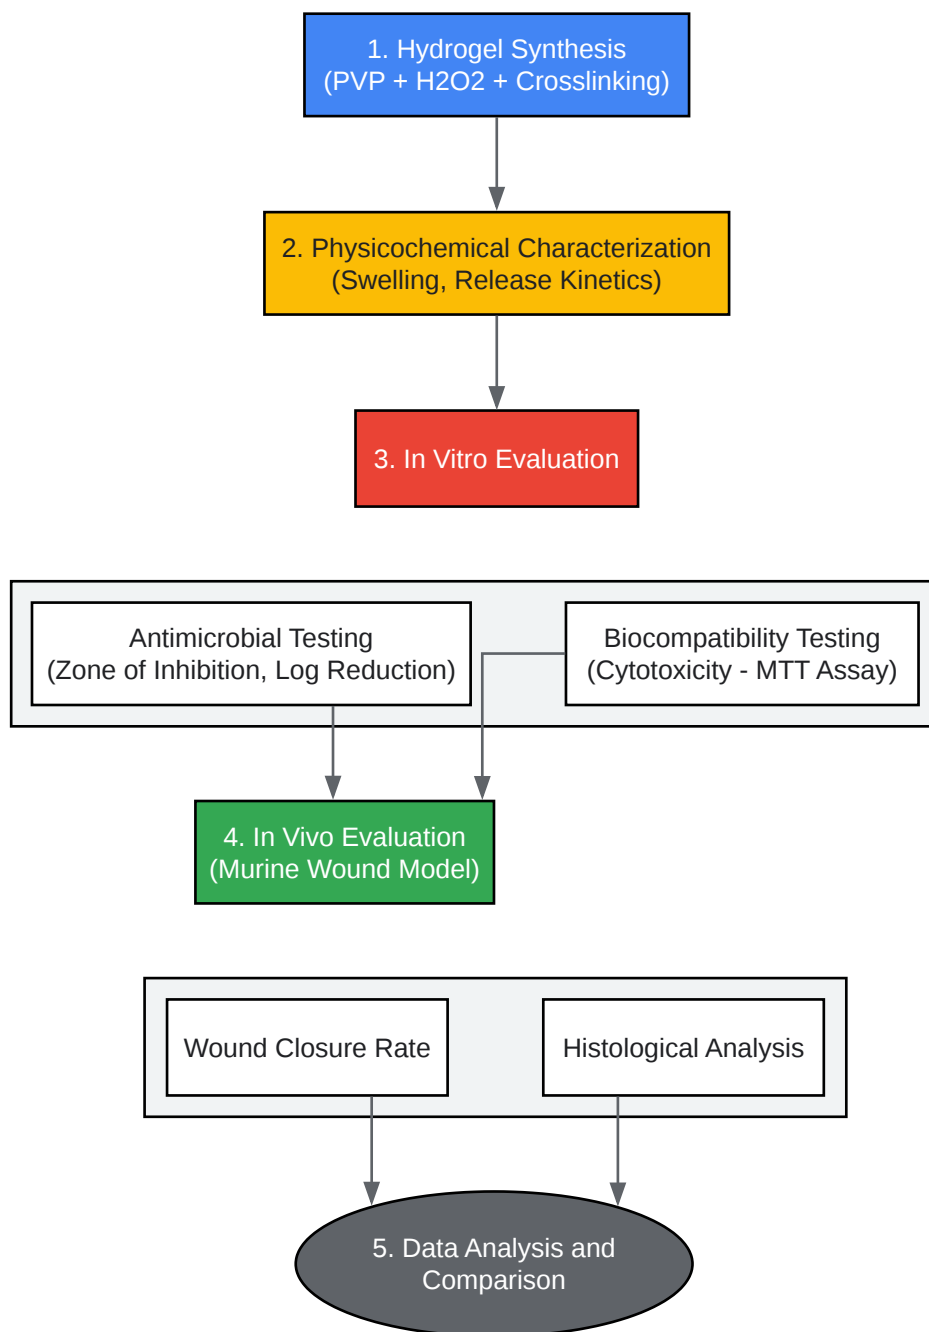 1. Hydrogel Synthesis
(PVP + H2O2 + Crosslinking)
2. Physicochemical Characterization
(Swelling, Release Kinetics)
3. In Vitro Evaluation
Antimicrobial Testing
(Zone of Inhibition, Log Reduction)
Biocompatibility Testing
(Cytotoxicity - MTT Assay)
4. In Vivo Evaluation
(Murine Wound Model)
Wound Closure Rate
Histological Analysis
5. Data Analysis and
Comparison